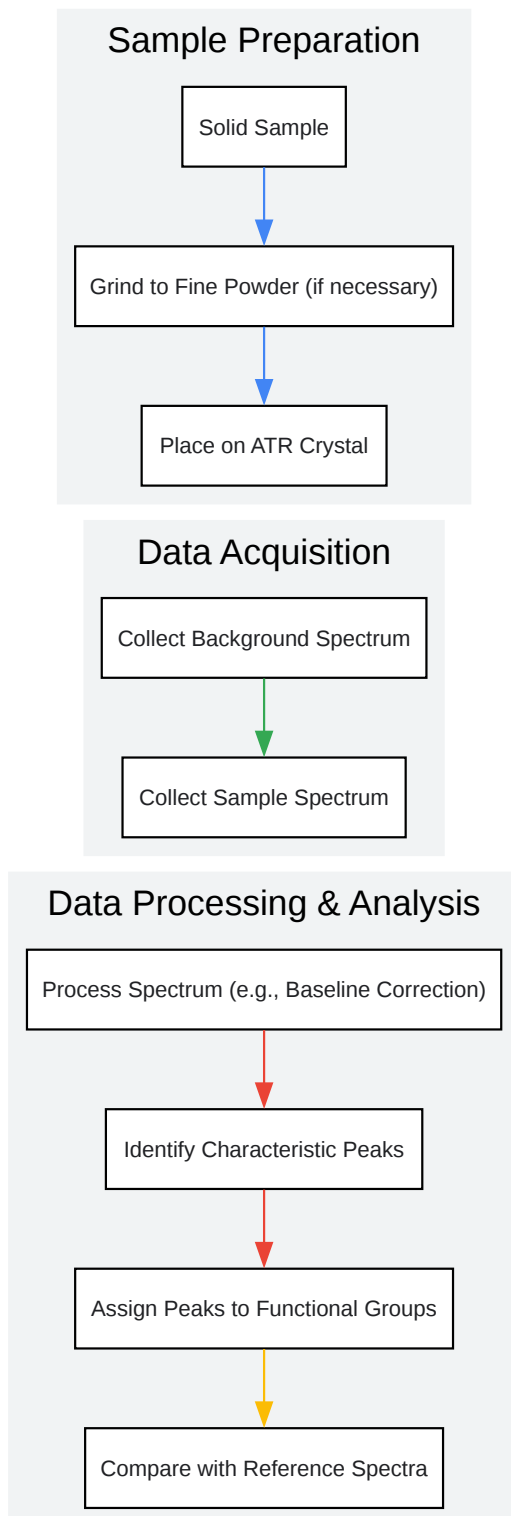 Sample Preparation
Solid Sample
Grind to Fine Powder (if necessary)
Place on ATR Crystal
Data Acquisition
Collect Background Spectrum
Collect Sample Spectrum
Data Processing & Analysis
Process Spectrum (e.g., Baseline Correction)
Identify Characteristic Peaks
Assign Peaks to Functional Groups
Compare with Reference Spectra